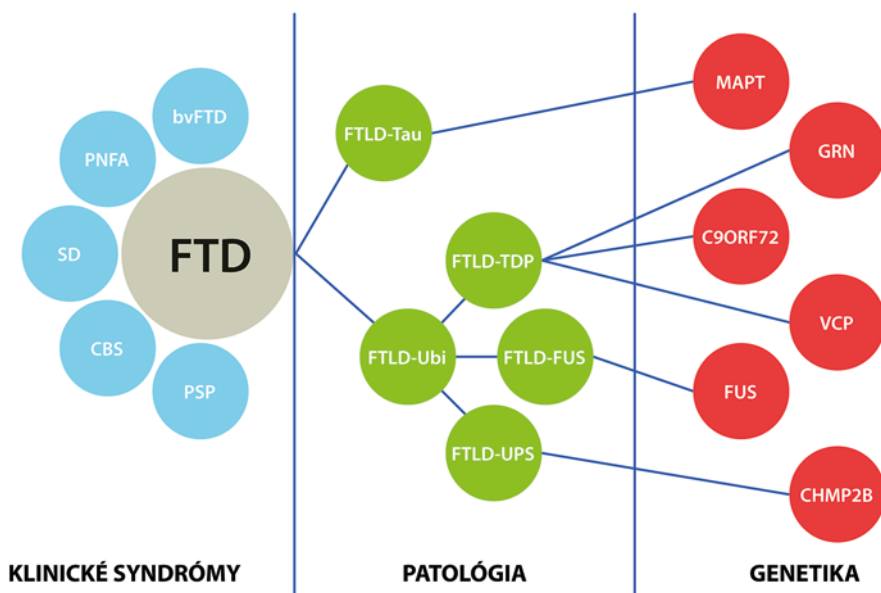 bvFTD
PNFA
SD
CBS
PSP
FTD
FTLD-Tau
FTLD-TDP
FTLD-Ubi
FTLD-FUS
FTLD-UPS
MAPT
GRN
C9ORF72
VCP
FUS
CHMP2B
KLINICKÉ SYNDRÓMY
PATOLÓGIA
GENETIKA